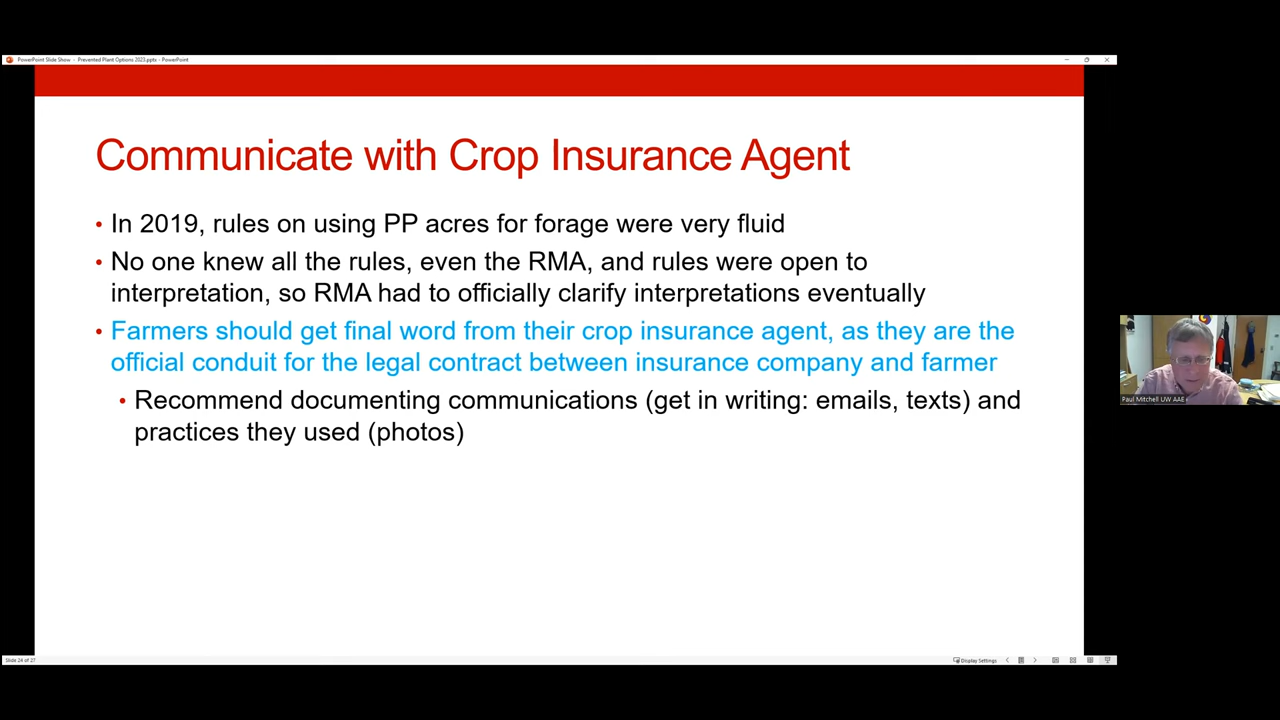 PowerPoint Slide Show - Prevented Plant Options 2023.pptx - PowerPoint
Communicate with Crop Insurance Agent
• In 2019, rules on using PP acres for forage were very fluid
• No one knew all the rules, even the RMA, and rules were open to
interpretation, so RMA had to officially clarify interpretations eventually
• Farmers should get final word from their crop insurance agent, as they are the
official conduit for the legal contract between insurance company and farmer
• Recommend documenting communications (get in writing: emails, texts) and
practices they used (photos)
Paul Mitchell UW AAE
Slide 24 of 27
Display Settings